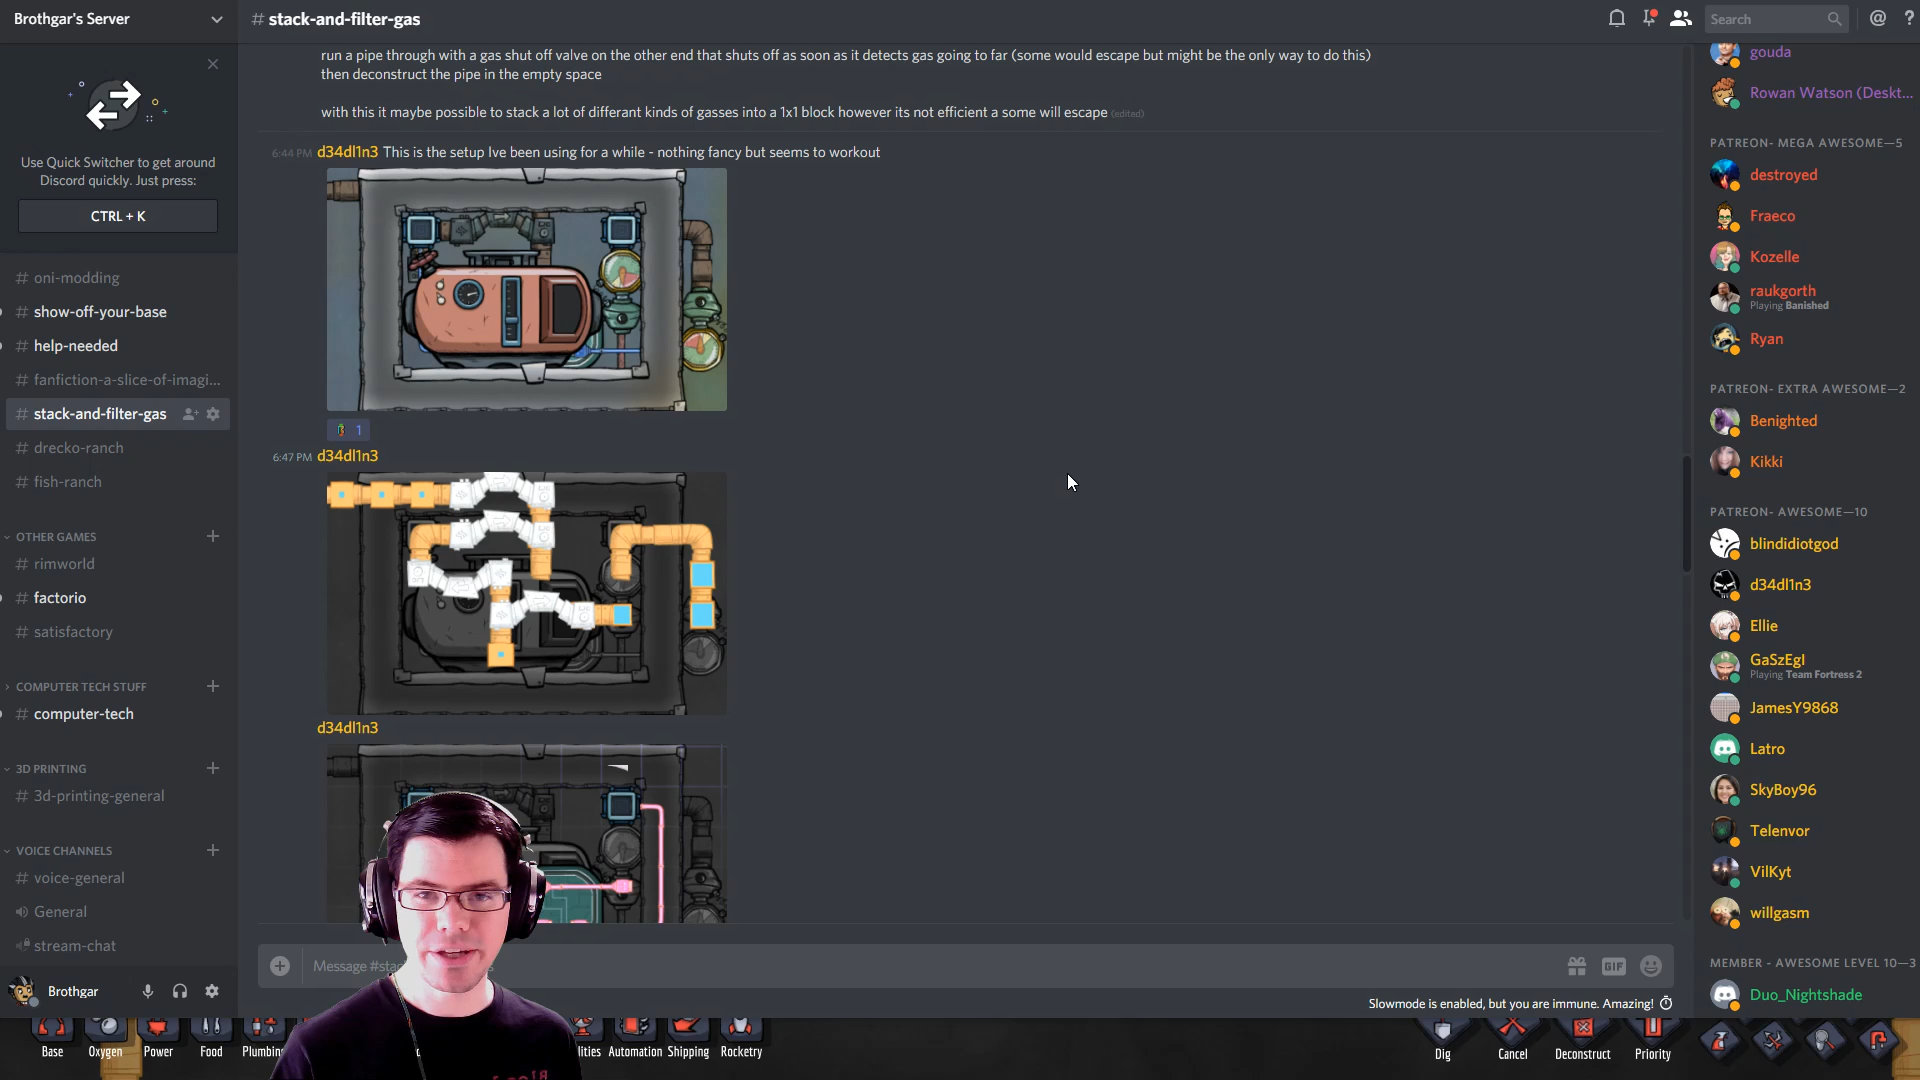 Brothgar's Server
# stack-and-filter-gas
Search
@
?
Use Quick Switcher to get around
Discord quickly. Just press:
CTRL + K
# oni-modding
# show-off-your-base
# help-needed
# fanfiction-a-slice-of-imagi...
# stack-and-filter-gas
# drecko-ranch
# fish-ranch
OTHER GAMES
# rimworld
# factorio
# satisfactory
COMPUTER TECH STUFF
# computer-tech
3D PRINTING
# 3d-printing-general
VOICE CHANNELS
# voice-general
General
stream-chat
Brothgar
run a pipe through with a gas shut off valve on the other end that shuts off as soon as it detects gas going to far (some would escape but might be the only way to do this)
then deconstruct the pipe in the empty space
with this it maybe possible to stack a lot of differant kinds of gasses into a 1x1 block however its not efficient a some will escape (edited)
6:44 PM d34dl1n3 This is the setup Ive been using for a while - nothing fancy but seems to workout
1
6:47 PM d34dl1n3
d34dl1n3
Message #stac
GIF
Slowmode is enabled, but you are immune. Amazing!
gouda
Rowan Watson (Deskt...
PATREON- MEGA AWESOME—5
destroyed
Fraeco
Kozelle
raukgorth
Playing Banished
Ryan
PATREON- EXTRA AWESOME—2
Benighted
Kikki
PATREON- AWESOME—10
blindidiotgod
d34dl1n3
Ellie
GaSzEgI
Playing Team Fortress 2
JamesY9868
Latro
SkyBoy96
Telenvor
VilKyt
willgasm
MEMBER - AWESOME LEVEL 10—3
Duo_Nightshade
Base
Oxygen
Power
Food
Plumbin
lities
Automation
Shipping
Rocketry
Dig
Cancel
Deconstruct
Priority